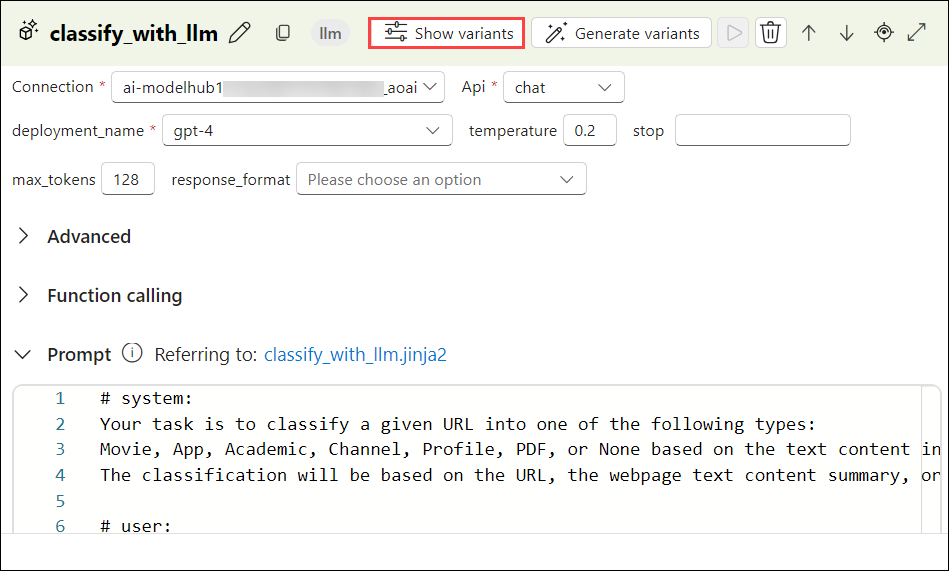 classify_with_llm llm Show variants Generate variants
Connection * ai-modelhub1 _aoai Api * chat
deployment_name * gpt-4 temperature 0.2 stop
max_tokens 128 response_format Please choose an option
Advanced
Function calling
Prompt Referring to: classify_with_llm.jinja2
1 # system:
2 Your task is to classify a given URL into one of the following types:
3 Movie, App, Academic, Channel, Profile, PDF, or None based on the text content in
4 The classification will be based on the URL, the webpage text content summary, or
5
6 # user: